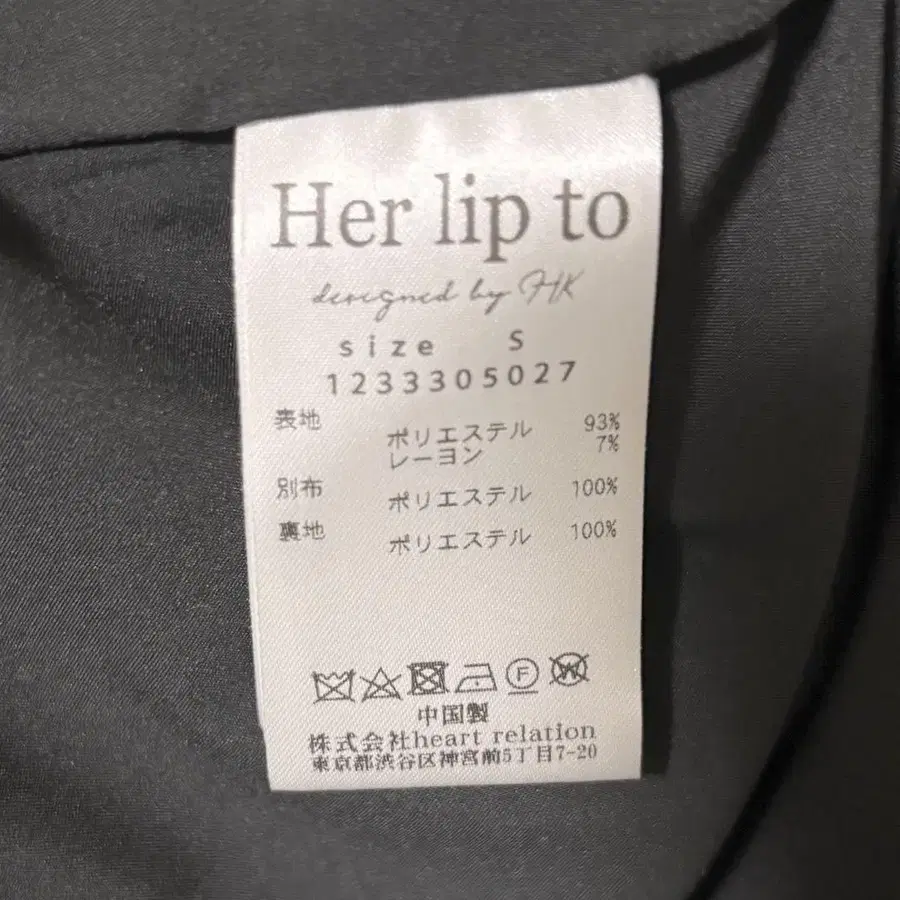 Her lip to
designed by HK
size S
1233305027
表地 ポリエステル 93%
レーヨン 7%
別布 ポリエステル 100%
裏地 ポリエステル 100%
F W
中国製
株式会社heart relation
東京都渋谷区神宮前5丁目7-20